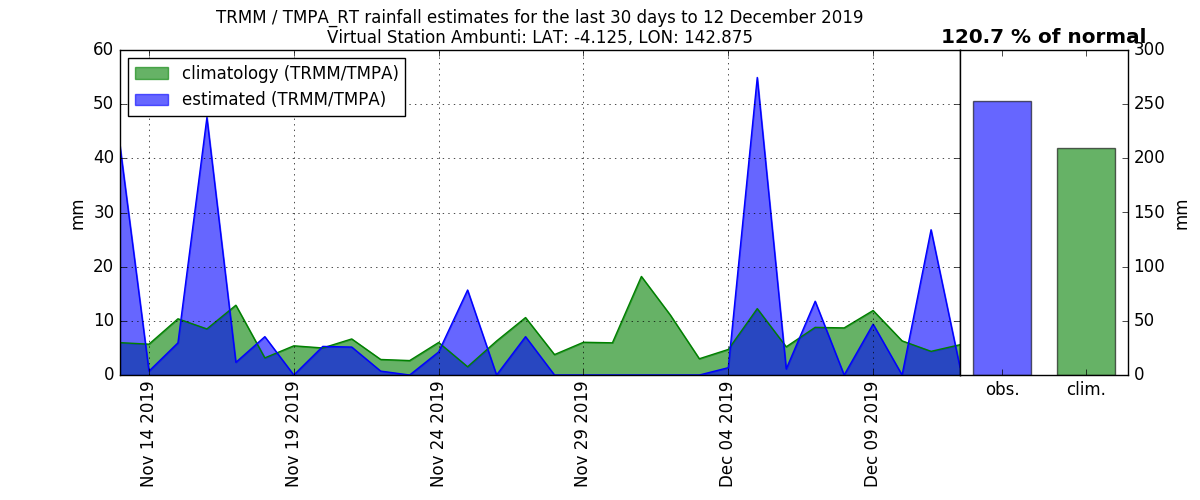 TRMM / TMPA_RT rainfall estimates for the last 30 days to 12 December 2019
Virtual Station Ambunti: LAT: -4.125, LON: 142.875
120.7 % of normal
climatology (TRMM/TMPA)
estimated (TRMM/TMPA)
60
50
40
30
20
10
0
mm
Nov 14 2019
Nov 19 2019
Nov 24 2019
Nov 29 2019
Dec 04 2019
Dec 09 2019
obs.
clim.
300
250
200
150
100
50
0
mm